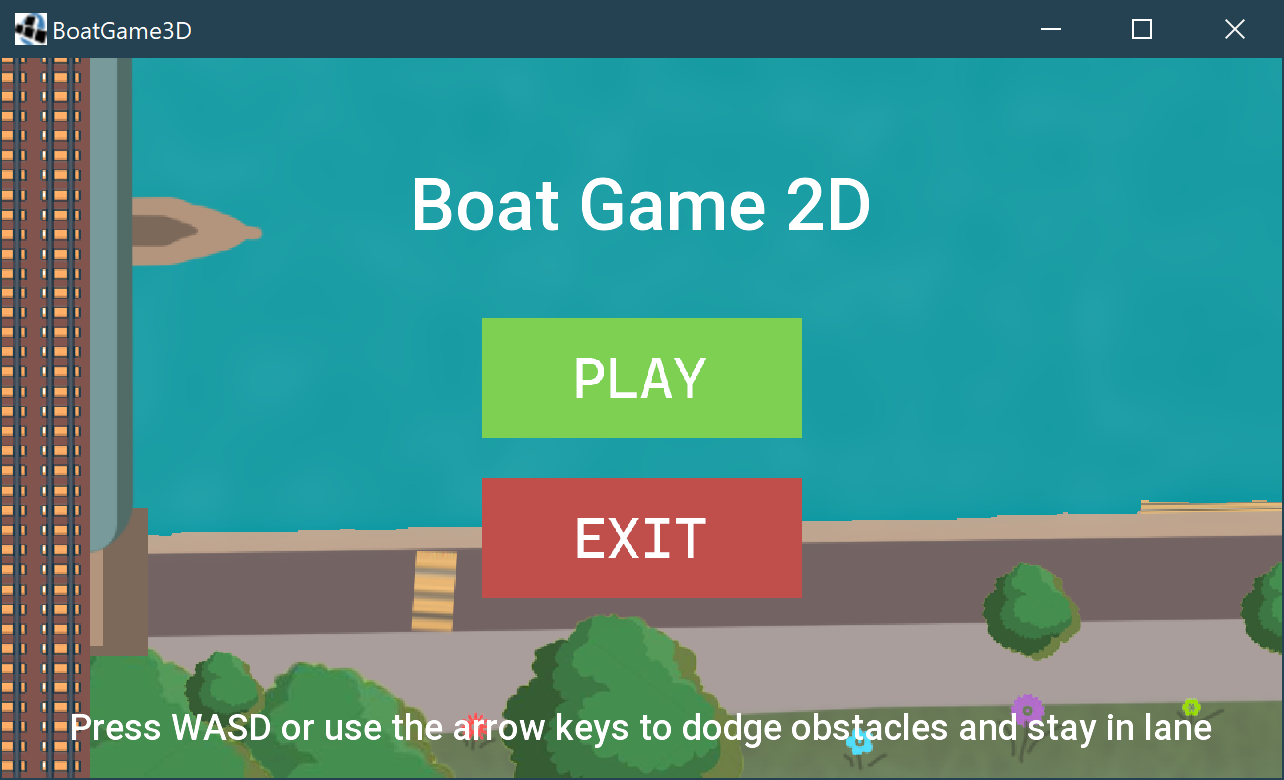 BoatGame3D
Boat Game 2D
PLAY
EXIT
Press WASD or use the arrow keys to dodge obstacles and stay in lane